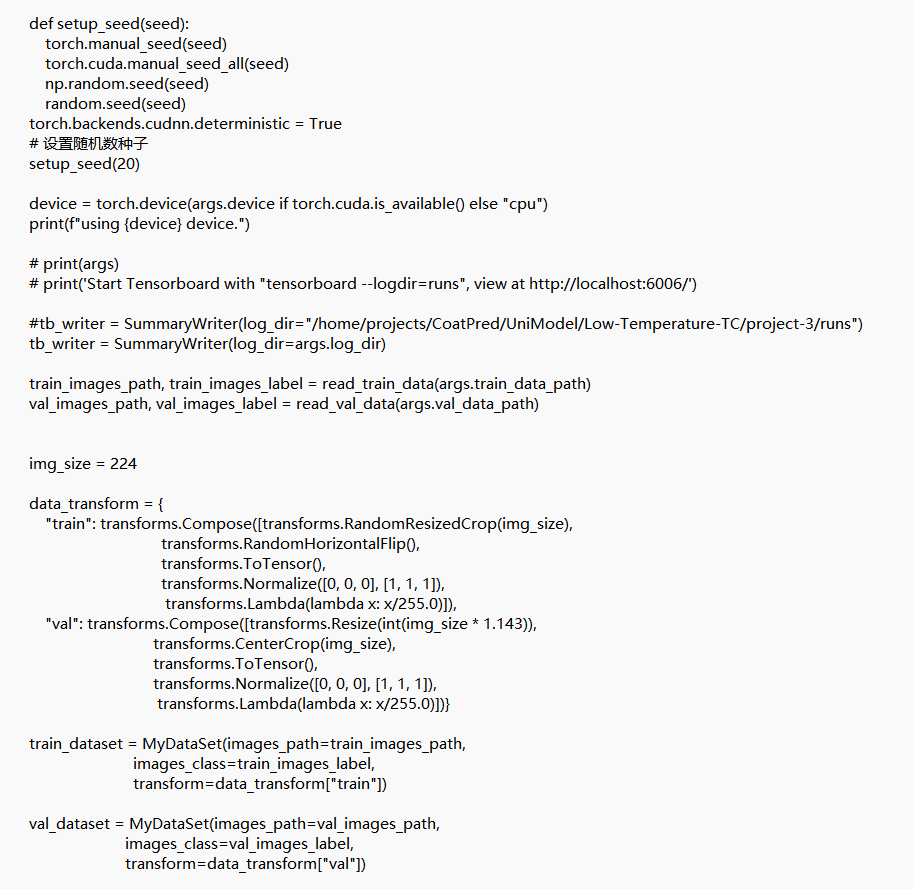 def setup_seed(seed):
torch.manual_seed(seed)
torch.cuda.manual_seed_all(seed)
np.random.seed(seed)
random.seed(seed)
torch.backends.cudnn.deterministic = True
# 设置随机数种子
setup_seed(20)
device = torch.device(args.device if torch.cuda.is_available() else "cpu")
print(f"using {device} device.")
# print(args)
# print('Start Tensorboard with "tensorboard --logdir=runs", view at http://localhost:6006/')
#tb_writer = SummaryWriter(log_dir="/home/projects/CoatPred/UniModel/Low-Temperature-TC/project-3/runs")
tb_writer = SummaryWriter(log_dir=args.log_dir)
train_images_path, train_images_label = read_train_data(args.train_data_path)
val_images_path, val_images_label = read_val_data(args.val_data_path)
img_size = 224
data_transform = {
"train": transforms.Compose([transforms.RandomResizedCrop(img_size),
transforms.RandomHorizontalFlip(),
transforms.ToTensor(),
transforms.Normalize([0, 0, 0], [1, 1, 1]),
transforms.Lambda(lambda x: x/255.0)]),
"val": transforms.Compose([transforms.Resize(int(img_size * 1.143)),
transforms.CenterCrop(img_size),
transforms.ToTensor(),
transforms.Normalize([0, 0, 0], [1, 1, 1]),
transforms.Lambda(lambda x: x/255.0)])}
train_dataset = MyDataSet(images_path=train_images_path,
images_class=train_images_label,
transform=data_transform["train"])
val_dataset = MyDataSet(images_path=val_images_path,
images_class=val_images_label,
transform=data_transform["val"])